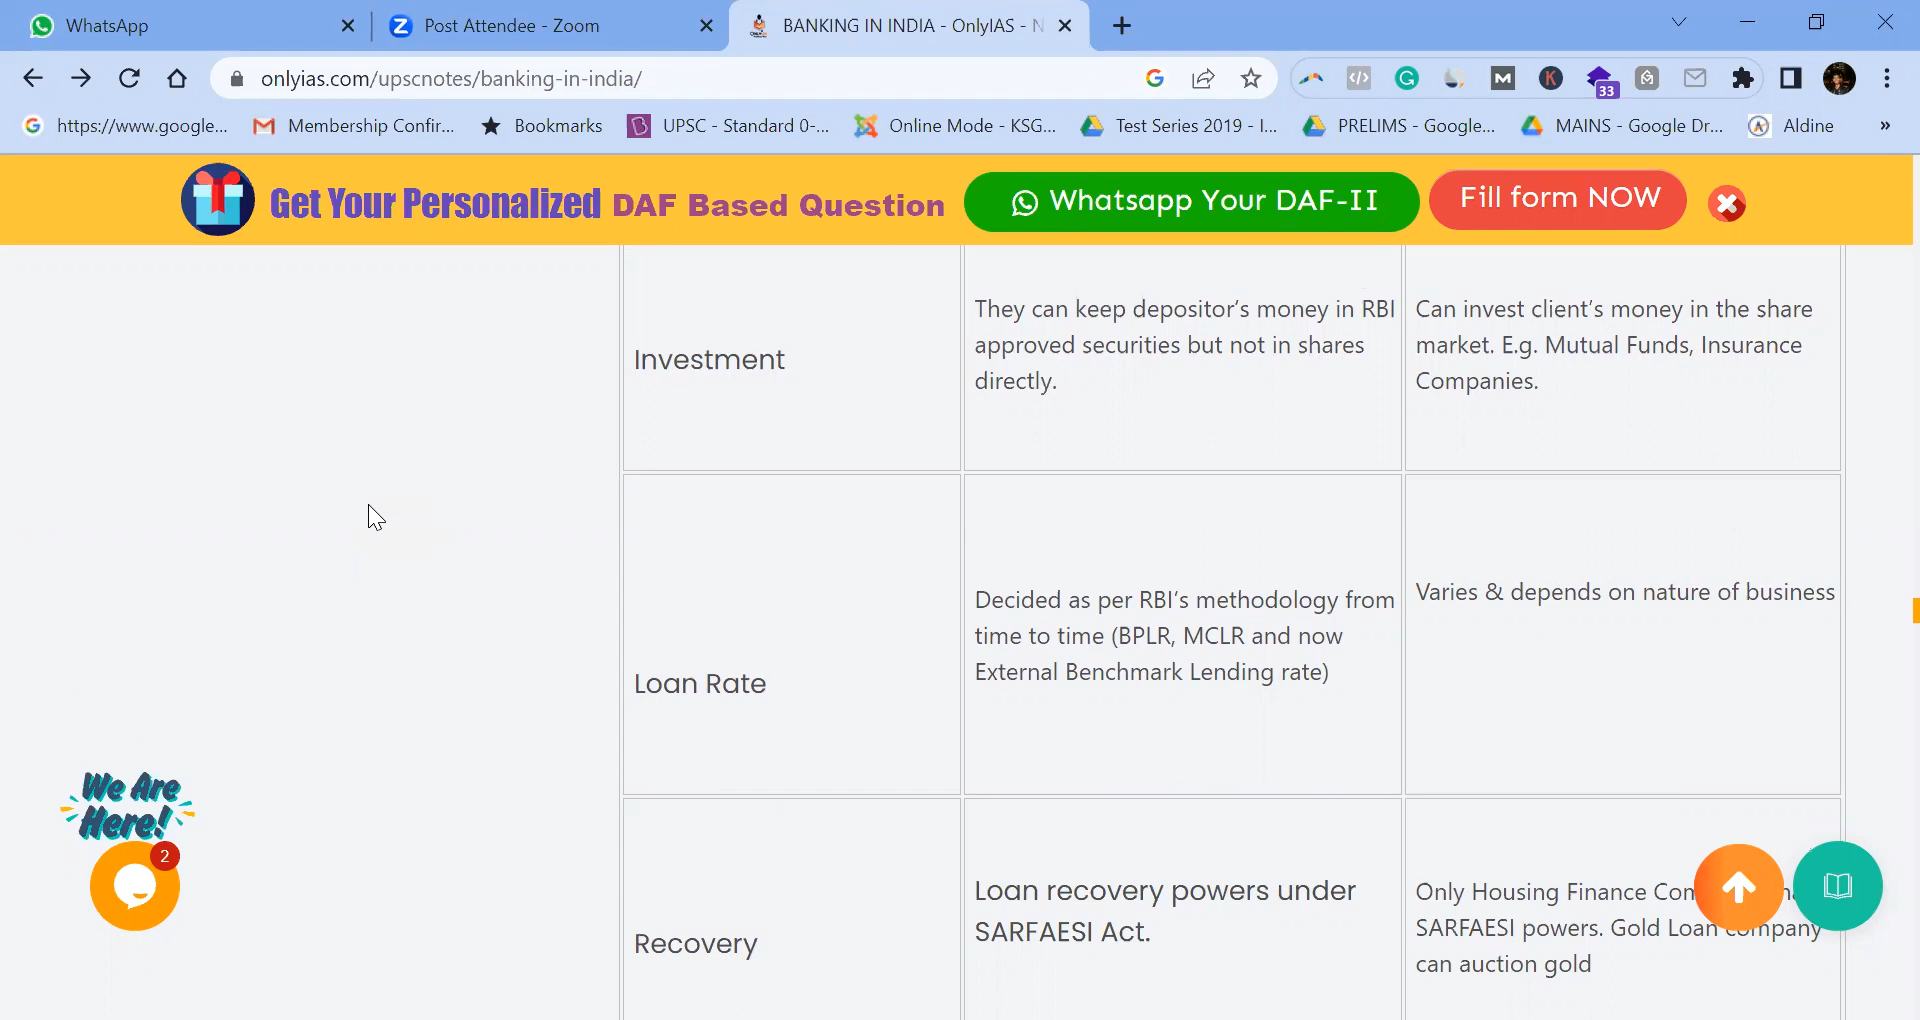 WhatsApp
Post Attendee - Zoom
BANKING IN INDIA - OnlyIAS - N
onlyias.com/upscnotes/banking-in-india/
33
https://www.google...
Membership Confir...
Bookmarks
UPSC - Standard 0-...
Online Mode - KSG...
Test Series 2019 - I...
PRELIMS - Google...
MAINS - Google Dr...
Aldine
»
Get Your Personalized DAF Based Question
Whatsapp Your DAF-II
Fill form NOW
Investment
They can keep depositor's money in RBI
approved securities but not in shares
directly.
Can invest client's money in the share
market. E.g. Mutual Funds, Insurance
Companies.
Loan Rate
Decided as per RBI's methodology from
time to time (BPLR, MCLR and now
External Benchmark Lending rate)
Varies & depends on nature of business
Recovery
Loan recovery powers under
SARFAESI Act.
Only Housing Finance
SARFAESI powers. Gold Loan company
can auction gold
We Are
Here!
2